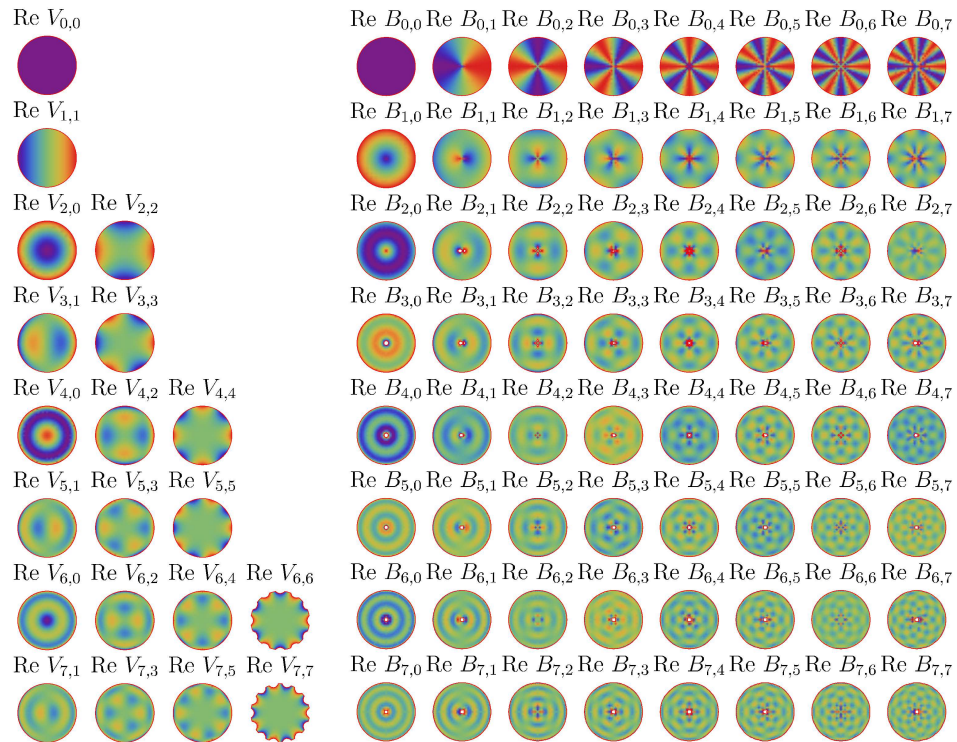 Re V_{0,0} Re B_{0,0} Re B_{0,1} Re B_{0,2} Re B_{0,3} Re B_{0,4} Re B_{0,5} Re B_{0,6} Re B_{0,7}
Re V_{1,1} Re B_{1,0} Re B_{1,1} Re B_{1,2} Re B_{1,3} Re B_{1,4} Re B_{1,5} Re B_{1,6} Re B_{1,7}
Re V_{2,0} Re V_{2,2} Re B_{2,0} Re B_{2,1} Re B_{2,2} Re B_{2,3} Re B_{2,4} Re B_{2,5} Re B_{2,6} Re B_{2,7}
Re V_{3,1} Re V_{3,3} Re B_{3,0} Re B_{3,1} Re B_{3,2} Re B_{3,3} Re B_{3,4} Re B_{3,5} Re B_{3,6} Re B_{3,7}
Re V_{4,0} Re V_{4,2} Re V_{4,4} Re B_{4,0} Re B_{4,1} Re B_{4,2} Re B_{4,3} Re B_{4,4} Re B_{4,5} Re B_{4,6} Re B_{4,7}
Re V_{5,1} Re V_{5,3} Re V_{5,5} Re B_{5,0} Re B_{5,1} Re B_{5,2} Re B_{5,3} Re B_{5,4} Re B_{5,5} Re B_{5,6} Re B_{5,7}
Re V_{6,0} Re V_{6,2} Re V_{6,4} Re V_{6,6} Re B_{6,0} Re B_{6,1} Re B_{6,2} Re B_{6,3} Re B_{6,4} Re B_{6,5} Re B_{6,6} Re B_{6,7}
Re V_{7,1} Re V_{7,3} Re V_{7,5} Re V_{7,7} Re B_{7,0} Re B_{7,1} Re B_{7,2} Re B_{7,3} Re B_{7,4} Re B_{7,5} Re B_{7,6} Re B_{7,7}